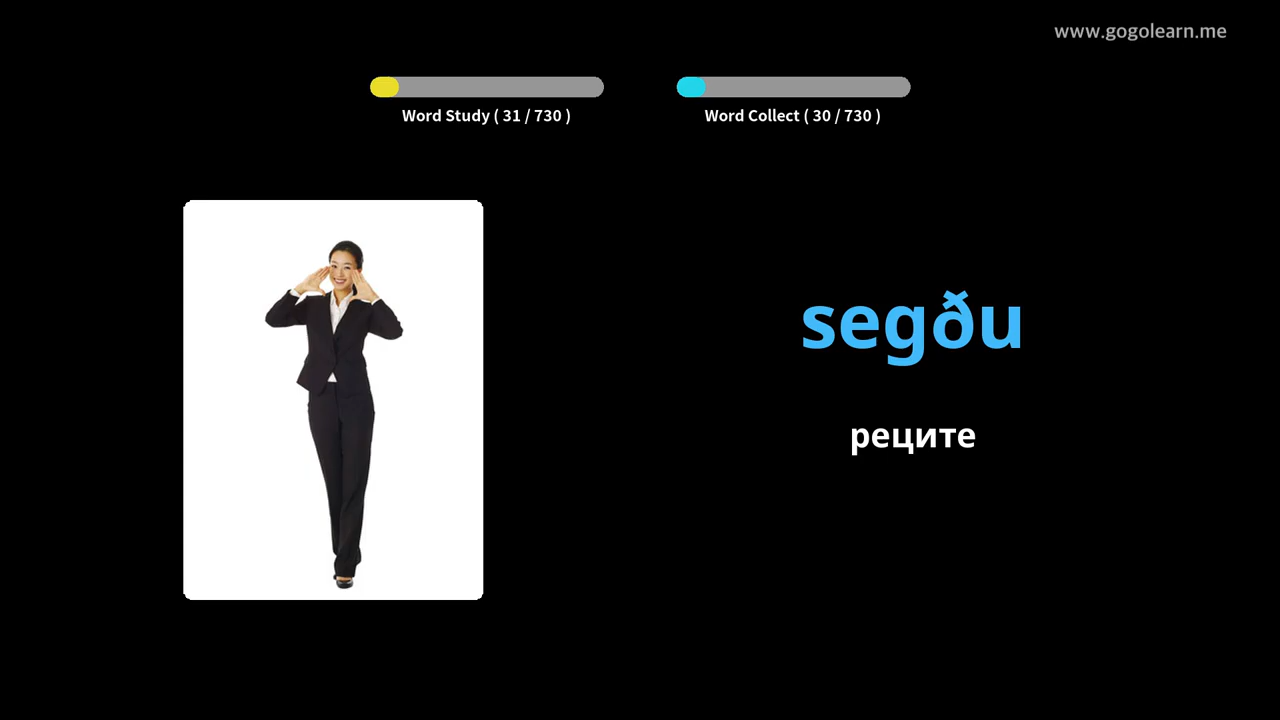 www.gogolearn.me
Word Study ( 31 / 730 )
Word Collect ( 30 / 730 )
segðu
реците